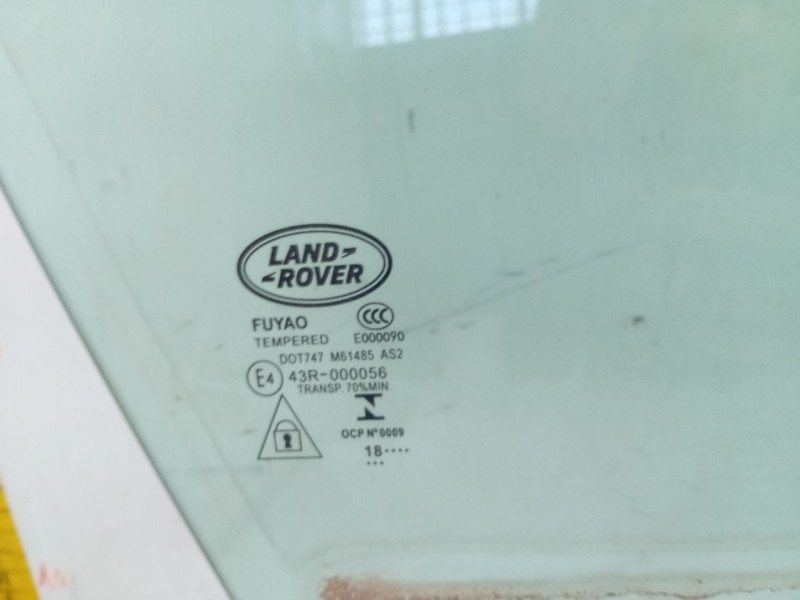 LAND
ROVER
FUYAO
CCC
TEMPERED E000090
DOT747 M61485 AS2
E4 43R-000056
TRANSP. 70%MIN.
OCP Nº0009
18....
...